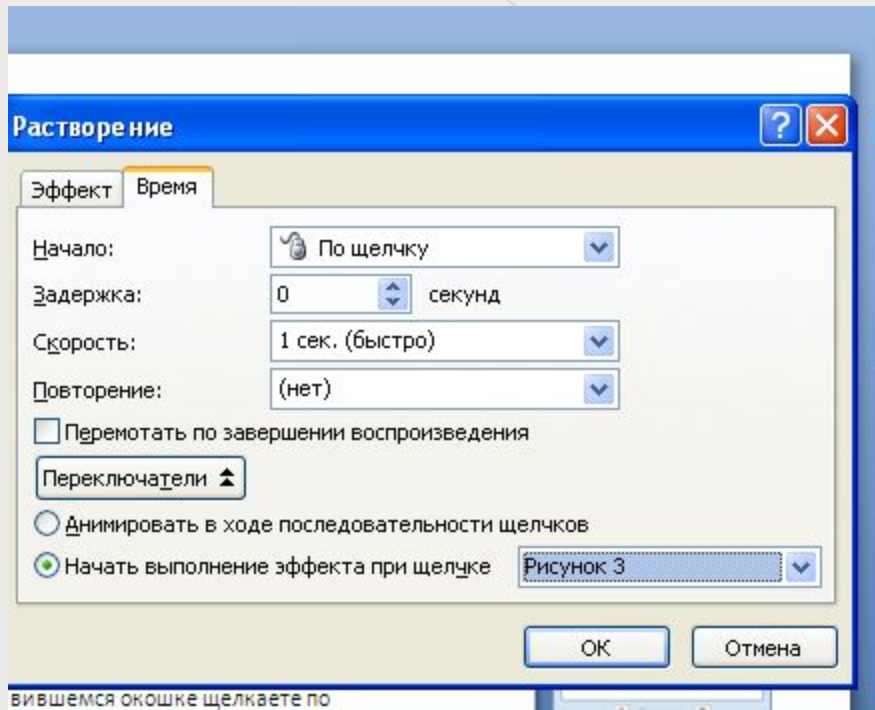 Растворение
Эффект Время
Начало: По щелчку
Задержка: 0 секунд
Скорость: 1 сек. (быстро)
Повторение: (нет)
Перемотать по завершении воспроизведения
Переключатели
Анимировать в ходе последовательности щелчков
Начать выполнение эффекта при щелчке Рисунок 3
ОК Отмена
вившемся окошке щелкаете по